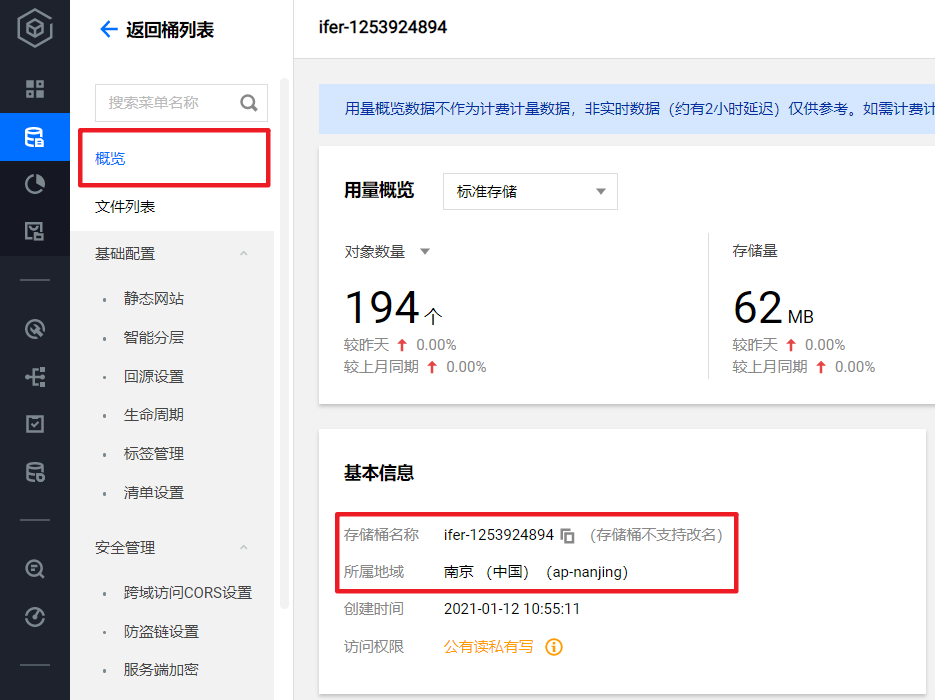 返回桶列表
搜索菜单名称
概览
文件列表
基础配置
静态网站
智能分层
回源设置
生命周期
标签管理
清单设置
安全管理
跨域访问CORS设置
防盗链设置
服务端加密
ifer-1253924894
用量概览数据不作为计费计量数据，非实时数据（约有2小时延迟）仅供参考。如需计费计
用量概览 标准存储
对象数量 存储量
194 个 62 MB
较昨天 0.00% 较昨天 0.00%
较上月同期 0.00% 较上月同期 0.00%
基本信息
存储桶名称 ifer-1253924894 (存储桶不支持改名)
所属地域 南京 （中国） (ap-nanjing)
创建时间 2021-01-12 10:55:11
访问权限 公有读私有写